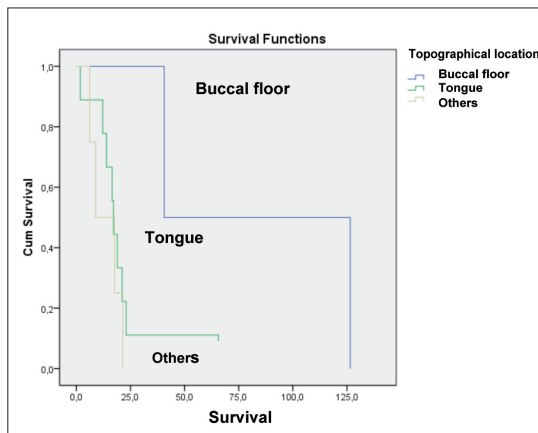 Survival Functions
Topographical location
Buccal floor
Tongue
Others
Buccal floor
Tongue
Others
Cum Survival
1,0
0,8
0,6
0,4
0,2
0,0
0,0
25,0
50,0
75,0
100,0
125,0
Survival